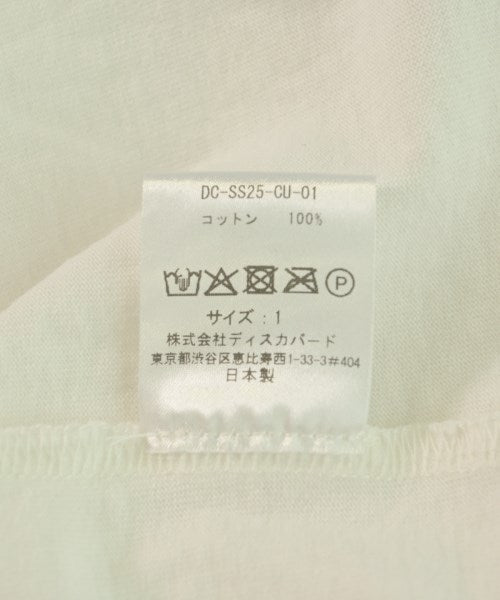 DC-SS25-CU-01
コットン 100%
P
サイズ:1
株式会社ディスカバード
東京都渋谷区恵比寿西1-33-3#404
日本製